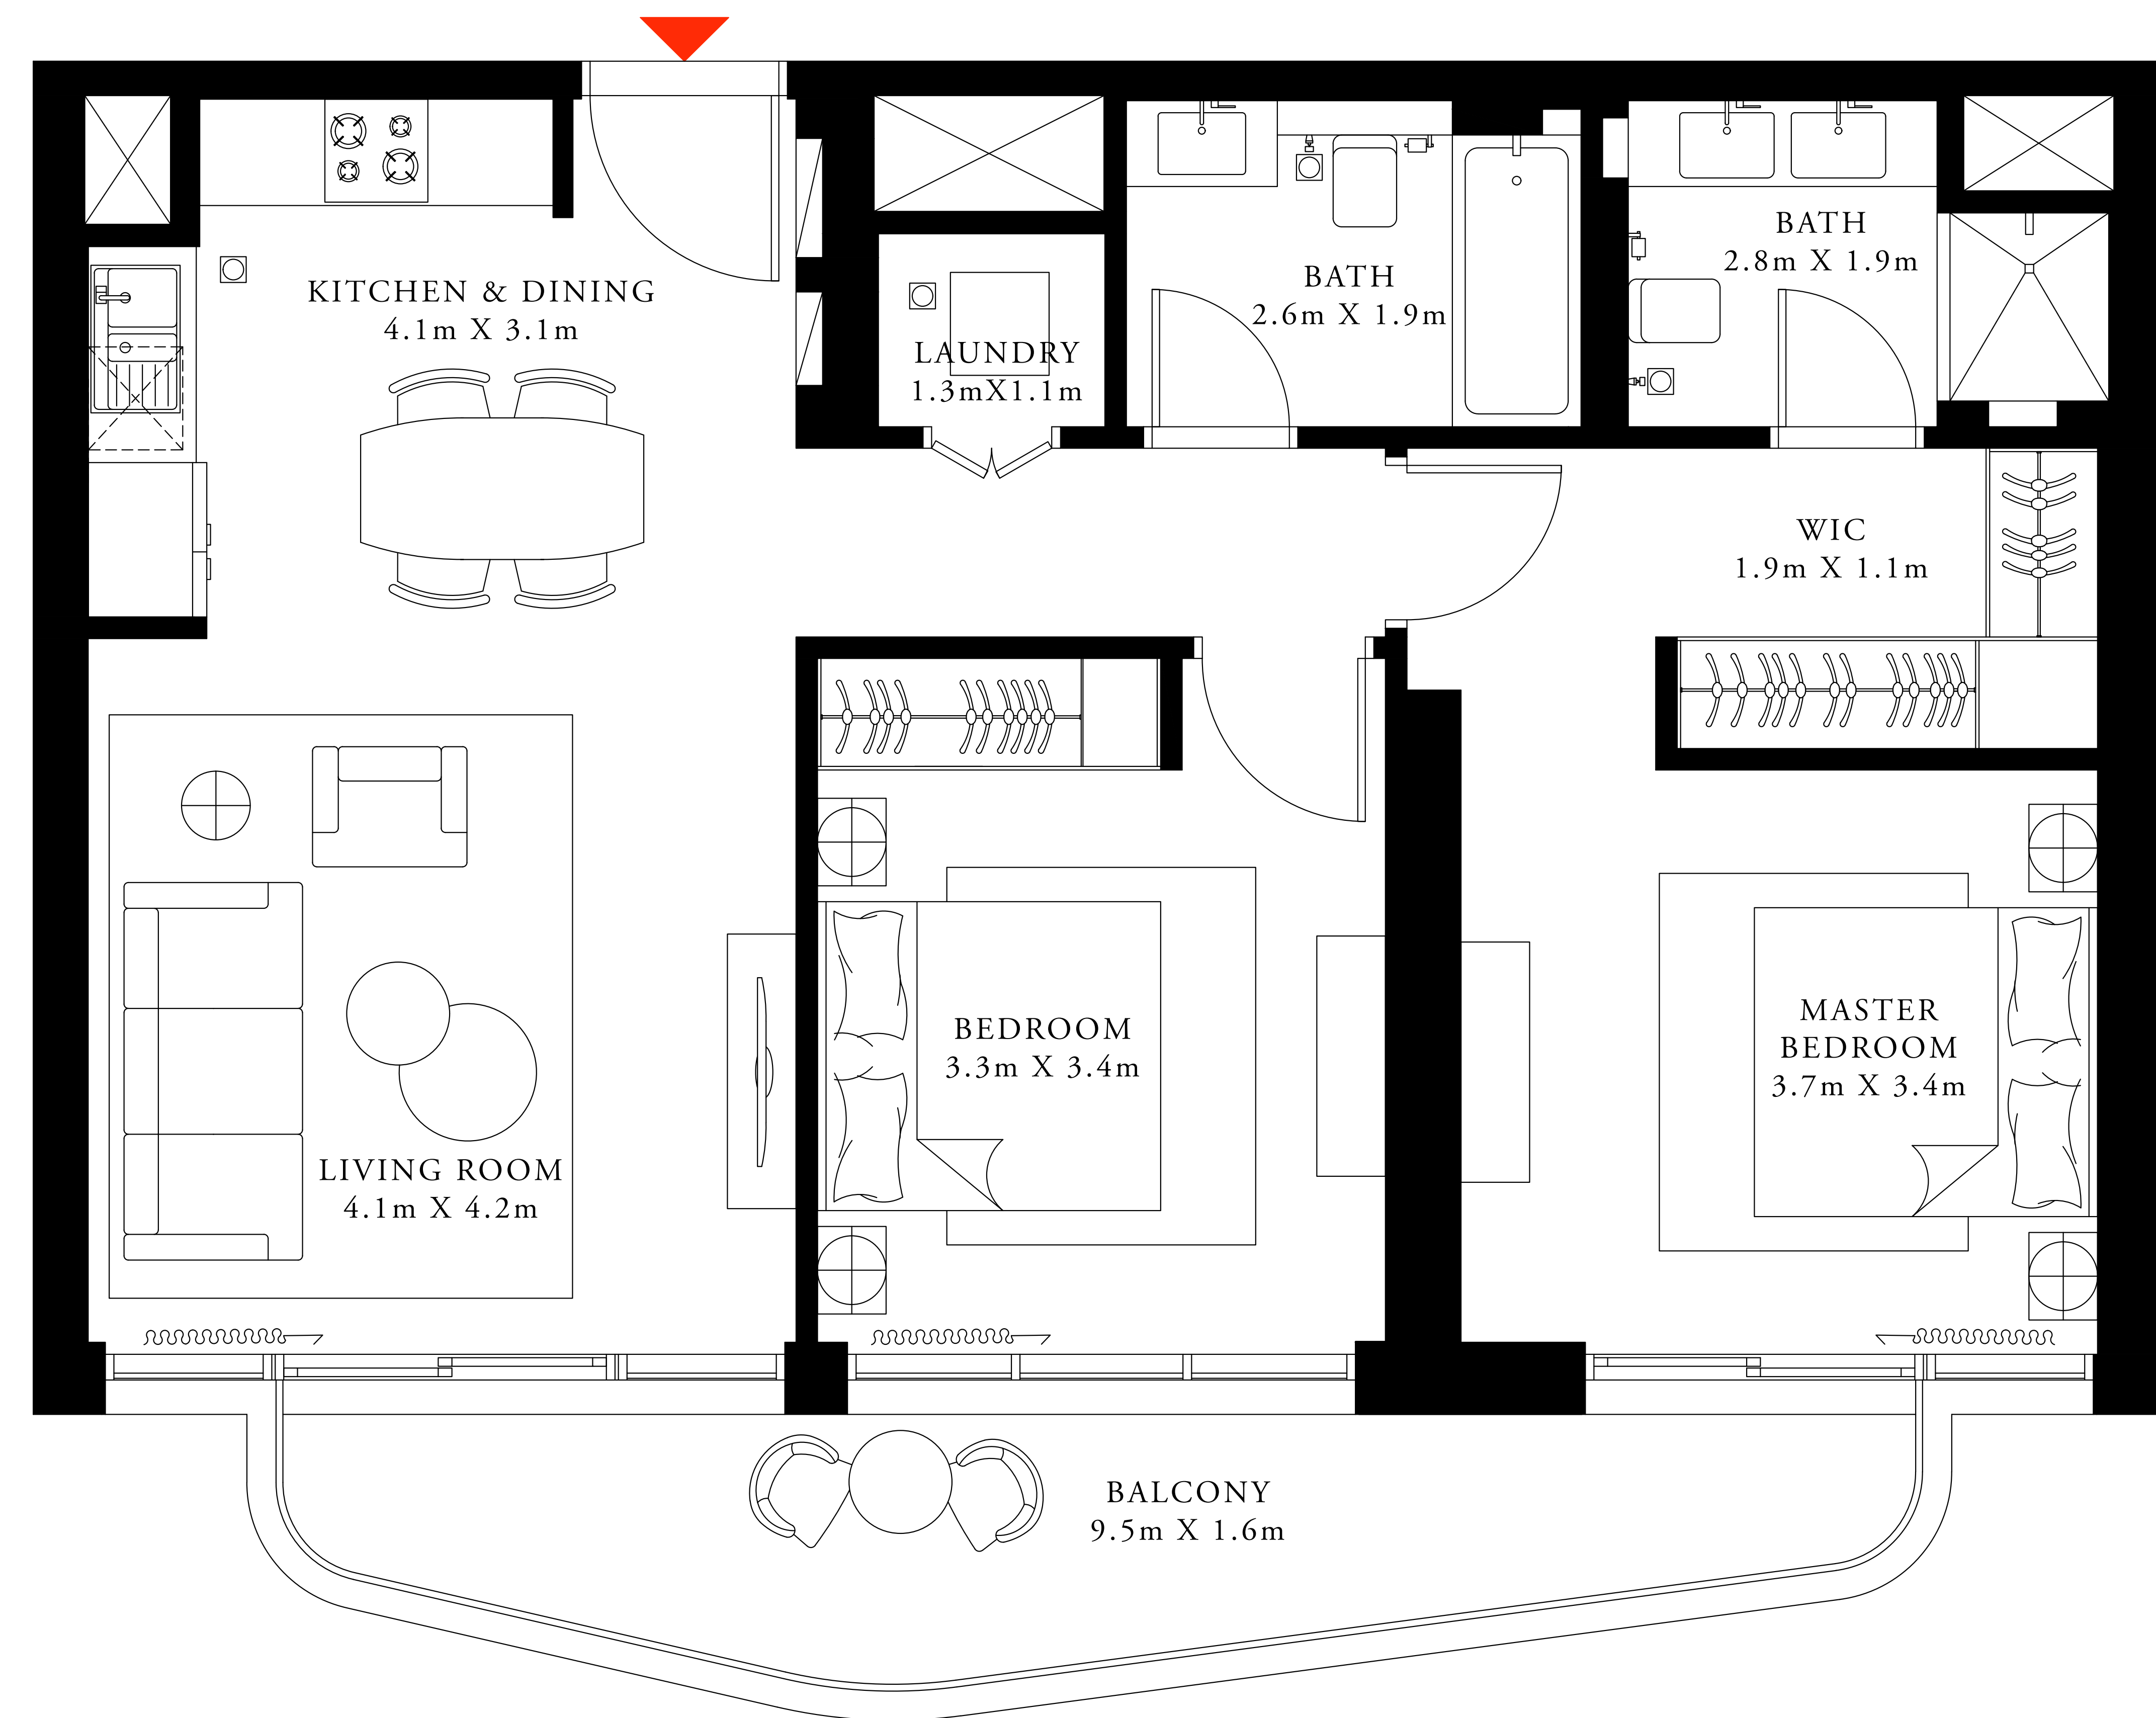 KITCHEN & DINING
4.1m X 3.1m
LAUNDRY
1.3mX1.1m
BATH
2.6m X 1.9m
BATH
2.8m X 1.9m
WIC
1.9m X 1.1m
LIVING ROOM
4.1m X 4.2m
BEDROOM
3.3m X 3.4m
MASTER
BEDROOM
3.7m X 3.4m
BALCONY
9.5m X 1.6m